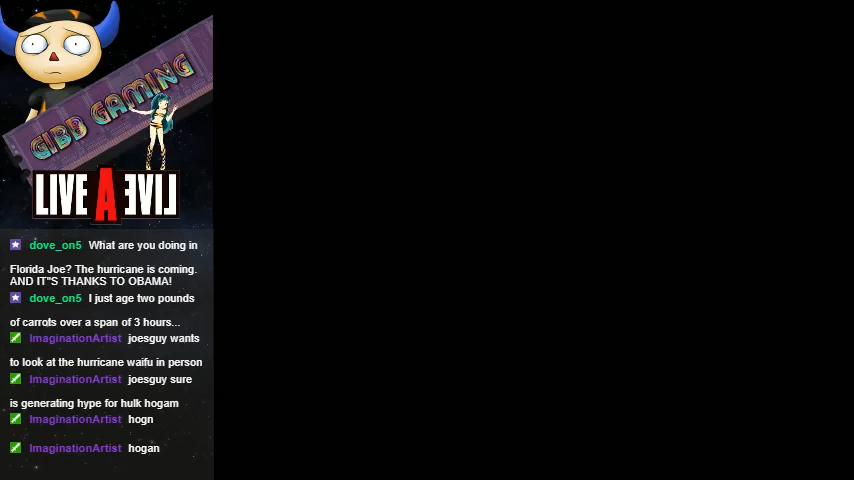 GIBB GAMING
LIVE A EVIL
dove_on5 What are you doing in
Florida Joe? The hurricane is coming.
AND IT"S THANKS TO OBAMA!
dove_on5 I just age two pounds
of carrots over a span of 3 hours...
ImaginationArtist joesguy wants
to look at the hurricane waifu in person
ImaginationArtist joesguy sure
is generating hype for hulk hogam
ImaginationArtist hogn
ImaginationArtist hogan